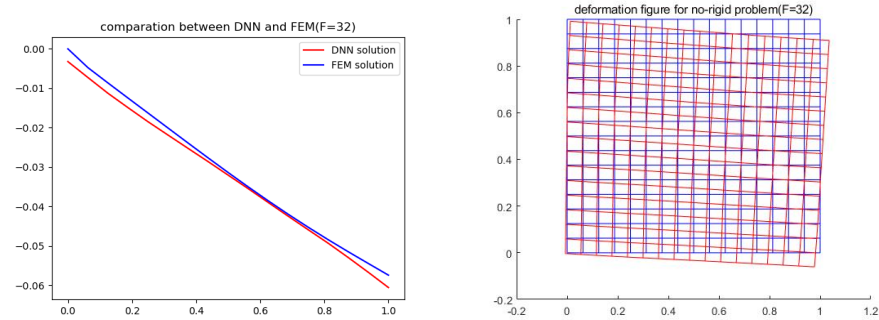 comparation between DNN and FEM(F=32)
DNN solution
FEM solution
0.00
−0.01
−0.02
−0.03
−0.04
−0.05
−0.06
0.0 0.2 0.4 0.6 0.8 1.0
deformation figure for no-rigid problem(F=32)
1
0.8
0.6
0.4
0.2
0
-0.2
-0.2 0 0.2 0.4 0.6 0.8 1 1.2